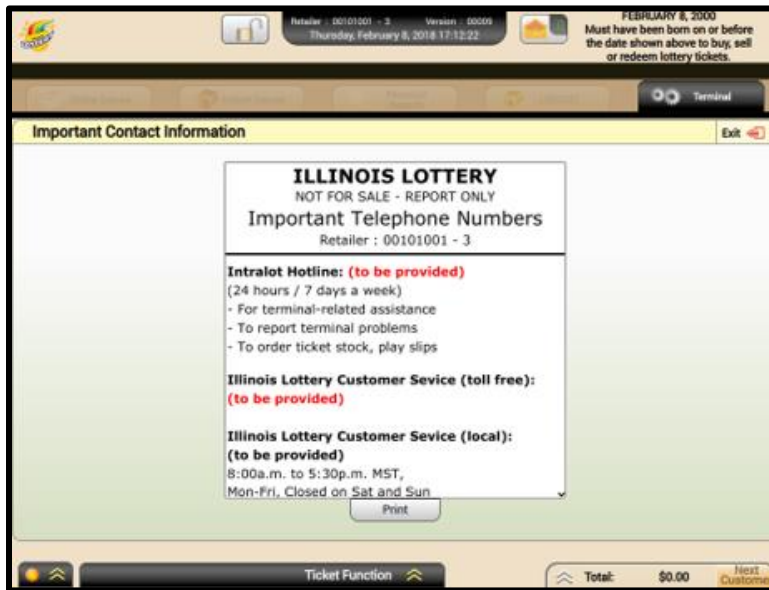 LOTTERY
Retailer : 00101001 - 3 Version : 00009
Thursday, February 8, 2018 17:12:22
FEBRUARY 8, 2000
Must have been born on or before
the date shown above to buy, sell
or redeem lottery tickets.
Terminal
Important Contact Information
Exit
ILLINOIS LOTTERY
NOT FOR SALE - REPORT ONLY
Important Telephone Numbers
Retailer : 00101001 - 3
Intralot Hotline: (to be provided)
(24 hours / 7 days a week)
- For terminal-related assistance
- To report terminal problems
- To order ticket stock, play slips
Illinois Lottery Customer Sevice (toll free):
(to be provided)
Illinois Lottery Customer Sevice (local):
(to be provided)
8:00a.m. to 5:30p.m. MST,
Mon-Fri, Closed on Sat and Sun
Print
Ticket Function
Total: $0.00
Next
Custome